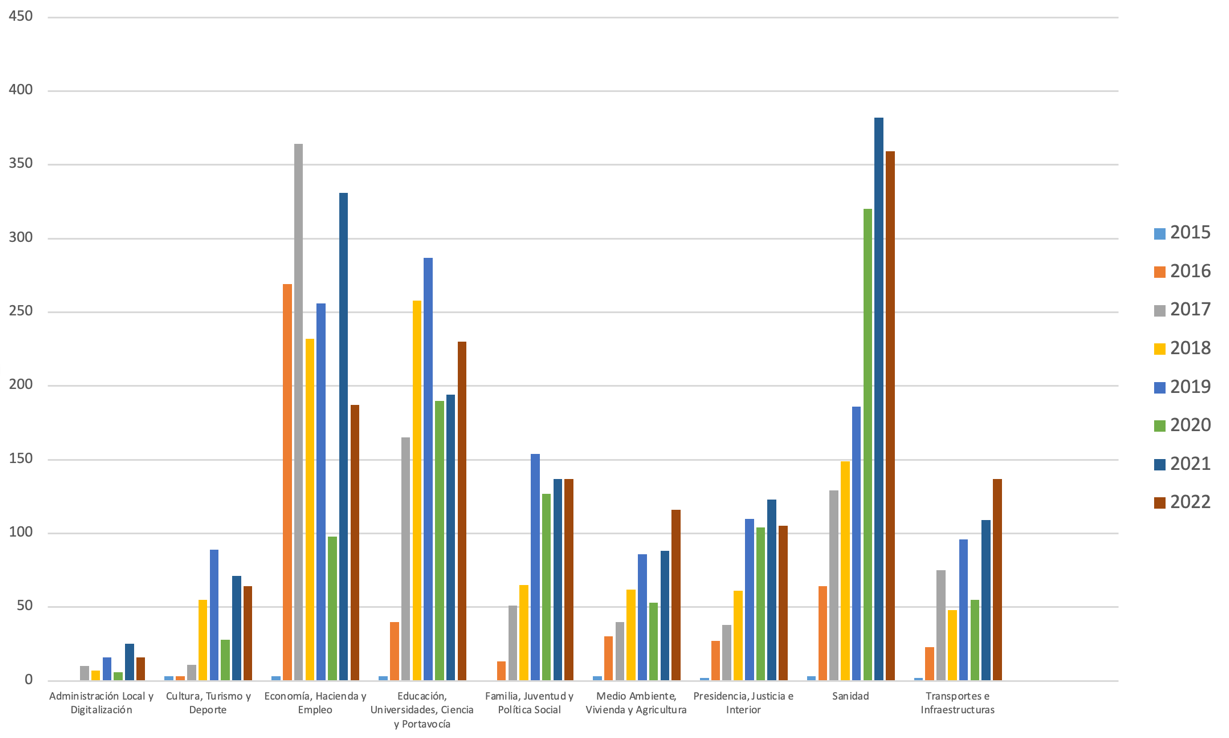 450
400
350
300
250
200
150
100
50
0
Administración Local y
Digitalización
Cultura, Turismo y
Deporte
Economía, Hacienda y
Empleo
Educación,
Universidades, Ciencia
y Portavocía
Familia, Juventud y
Política Social
Medio Ambiente,
Vivienda y Agricultura
Presidencia, Justicia e
Interior
Sanidad
Transportes e
Infraestructuras
2015
2016
2017
2018
2019
2020
2021
2022